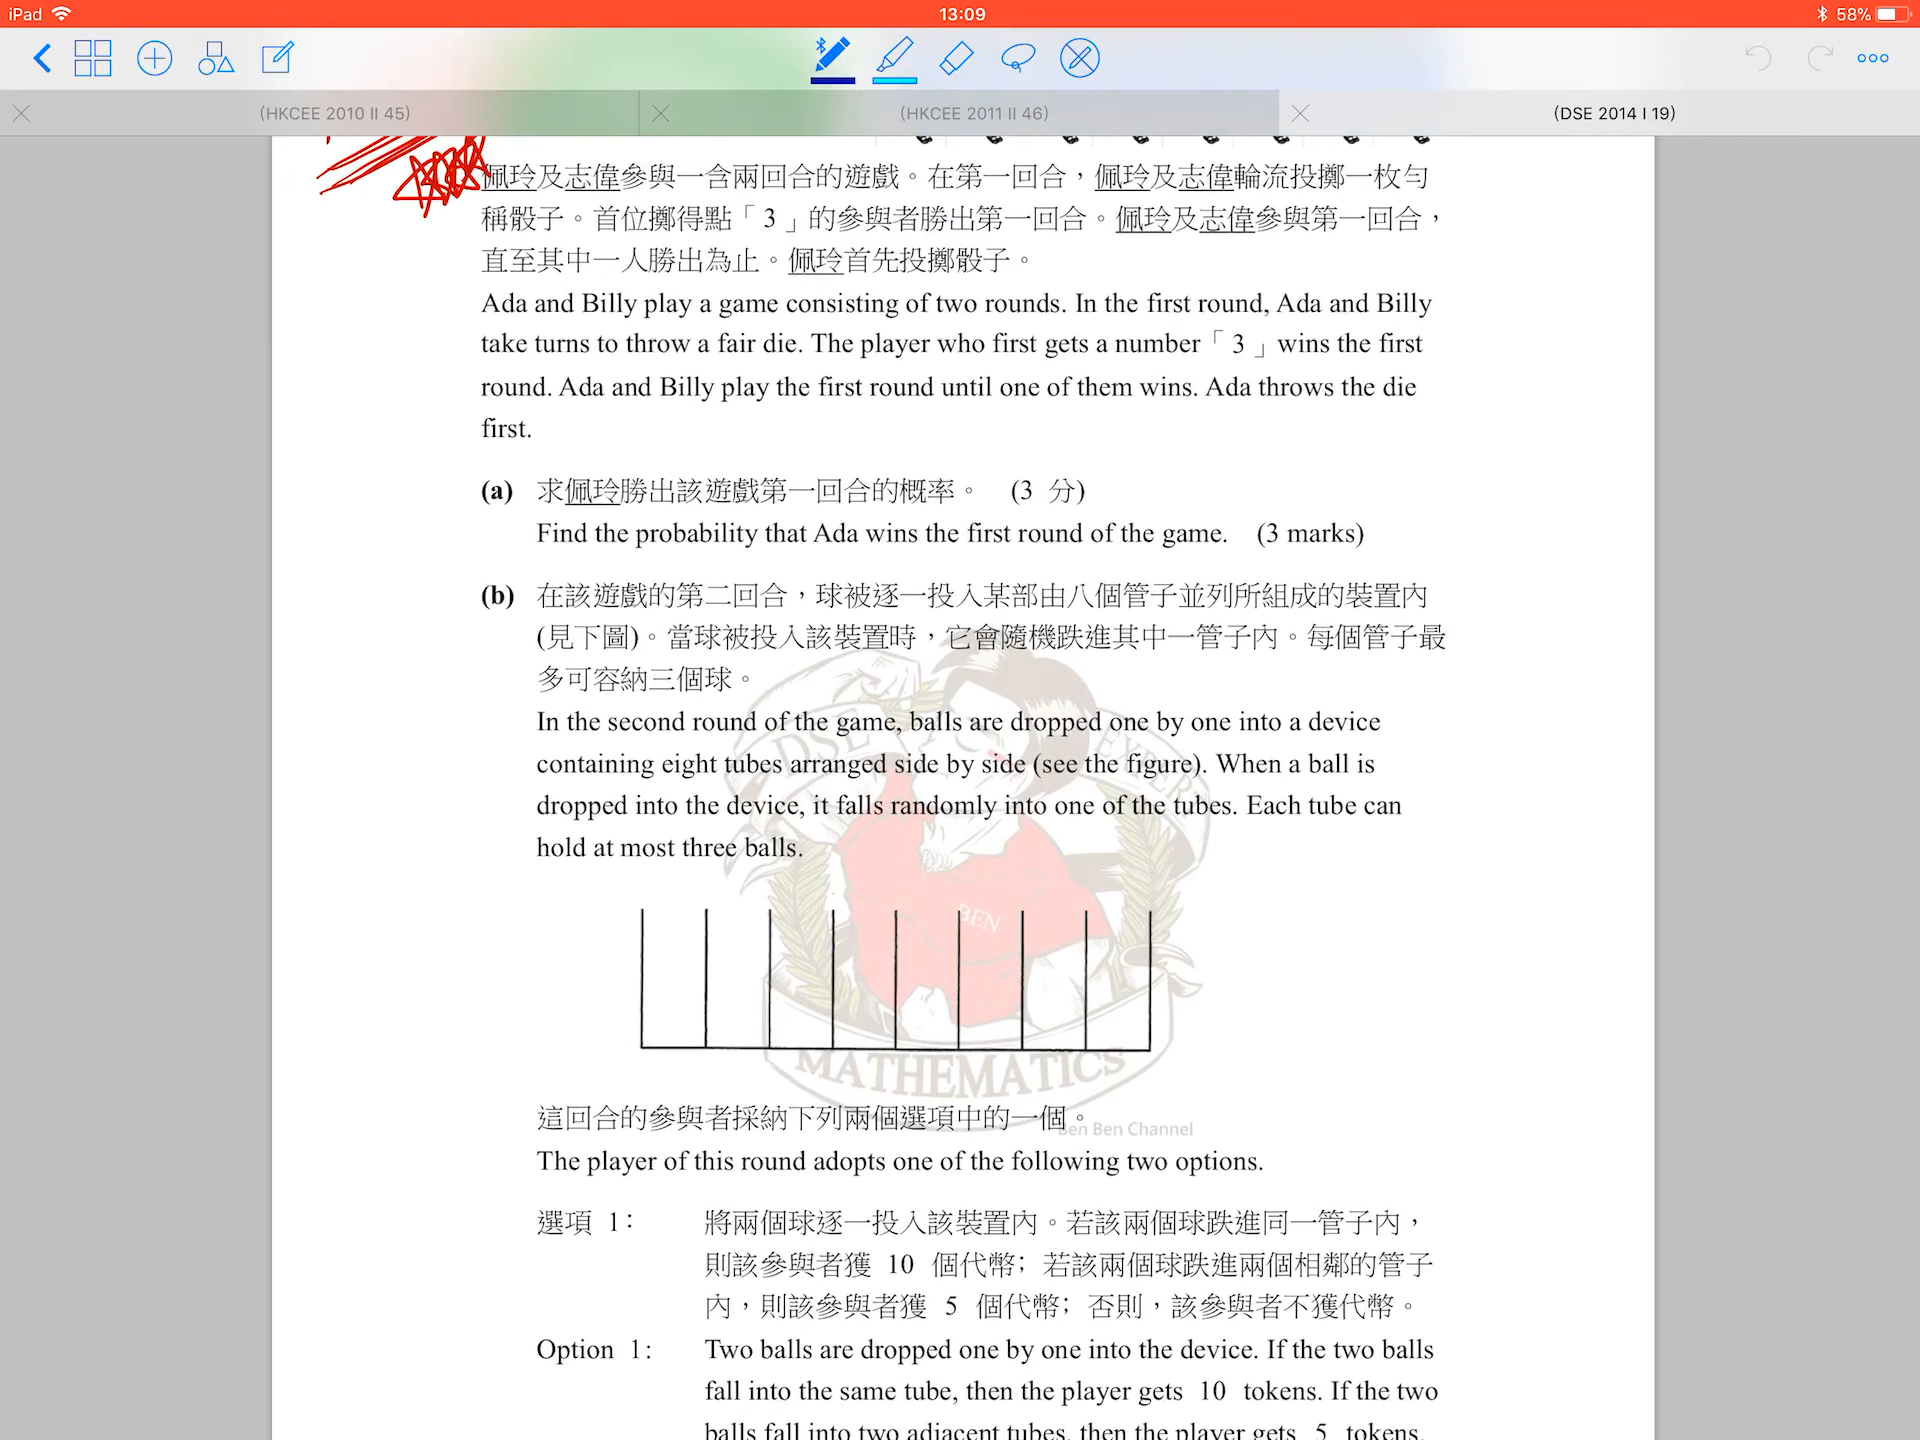 iPad
13:09
58%
(HKCEE 2010 II 45)
(HKCEE 2011 II 46)
(DSE 2014 I 19)
佩玲及志偉參與一含兩回合的遊戲。在第一回合，佩玲及志偉輪流投擲一枚勻
稱骰子。首位擲得點「3」的參與者勝出第一回合。佩玲及志偉參與第一回合，
直至其中一人勝出為止。佩玲首先投擲骰子。
Ada and Billy play a game consisting of two rounds. In the first round, Ada and Billy
take turns to throw a fair die. The player who first gets a number「3」wins the first
round. Ada and Billy play the first round until one of them wins. Ada throws the die
first.
(a) 求佩玲勝出該遊戲第一回合的概率。 (3 分)
Find the probability that Ada wins the first round of the game. (3 marks)
(b) 在該遊戲的第二回合，球被逐一投入某部由八個管子並列所組成的裝置內
(見下圖)。當球被投入該裝置時，它會隨機跌進其中一管子內。每個管子最
多可容納三個球。
In the second round of the game, balls are dropped one by one into a device
containing eight tubes arranged side by side (see the figure). When a ball is
dropped into the device, it falls randomly into one of the tubes. Each tube can
hold at most three balls.
DSE
EXPERT
BEN
MATHEMATICS
Ben Ben Channel
這回合的參與者採納下列兩個選項中的一個。
The player of this round adopts one of the following two options.
選項 1： 將兩個球逐一投入該裝置內。若該兩個球跌進同一管子內，
則該參與者獲 10 個代幣；若該兩個球跌進兩個相鄰的管子
內，則該參與者獲 5 個代幣；否則，該參與者不獲代幣。
Option 1: Two balls are dropped one by one into the device. If the two balls
fall into the same tube, then the player gets 10 tokens. If the two
balls fall into two adjacent tubes, then the player gets 5 tokens.